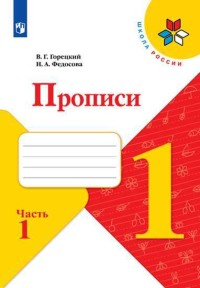 ШКОЛА РОССИИ
В. Г. Горецкий
Н. А. Федосова
Прописи
1
Часть
1